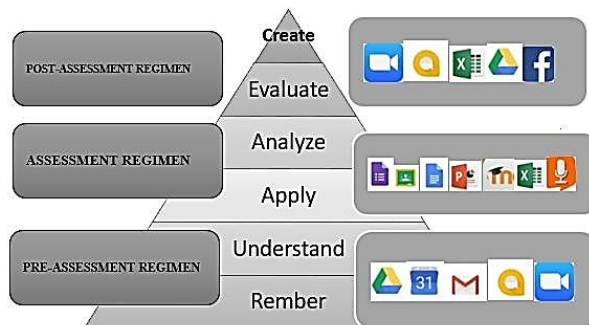 Create
POST-ASSESSMENT REGIMEN
Evaluate
Analyze
ASSESSMENT REGIMEN
Apply
Understand
PRE-ASSESSMENT REGIMEN
31
Rember